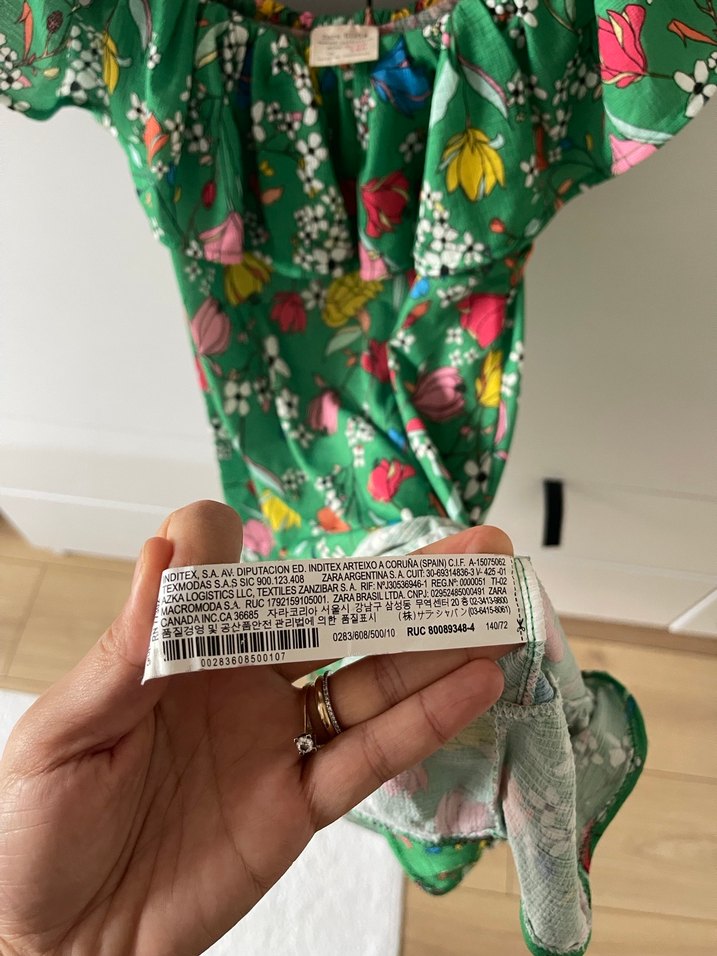 INDITEX, S.A. AV. DIPUTACION ED. INDITEX ARTEIXO A CORUÑA (SPAIN) C.I.F. A-15075062
TEXMODAS S.A.S SIC 900.123.408 ZARA ARGENTINA S.A. CUIT: 30-69314836-3 V- 425 -01
AZKA LOGISTICS LLC, TEXTILES ZANZIBAR S.A. RIF: NºJ30536946-1 REG.Nº: 0000051 TI-02
MACROMODA S.A. RUC 1792159105001. ZARA BRASIL LTDA. CNPJ: 02952485000491
CANADA INC.CA 36685 자라코리아 서울시 강남구 삼성동 무역센터 20 층 02-3413-9800
품질경영 및 공산품안전 관리법에 의한 품질표시 (株)サラ ジャパン (03-6415-8061)
0283/608/500/10 RUC 80089348-4 140/72
00283608500107